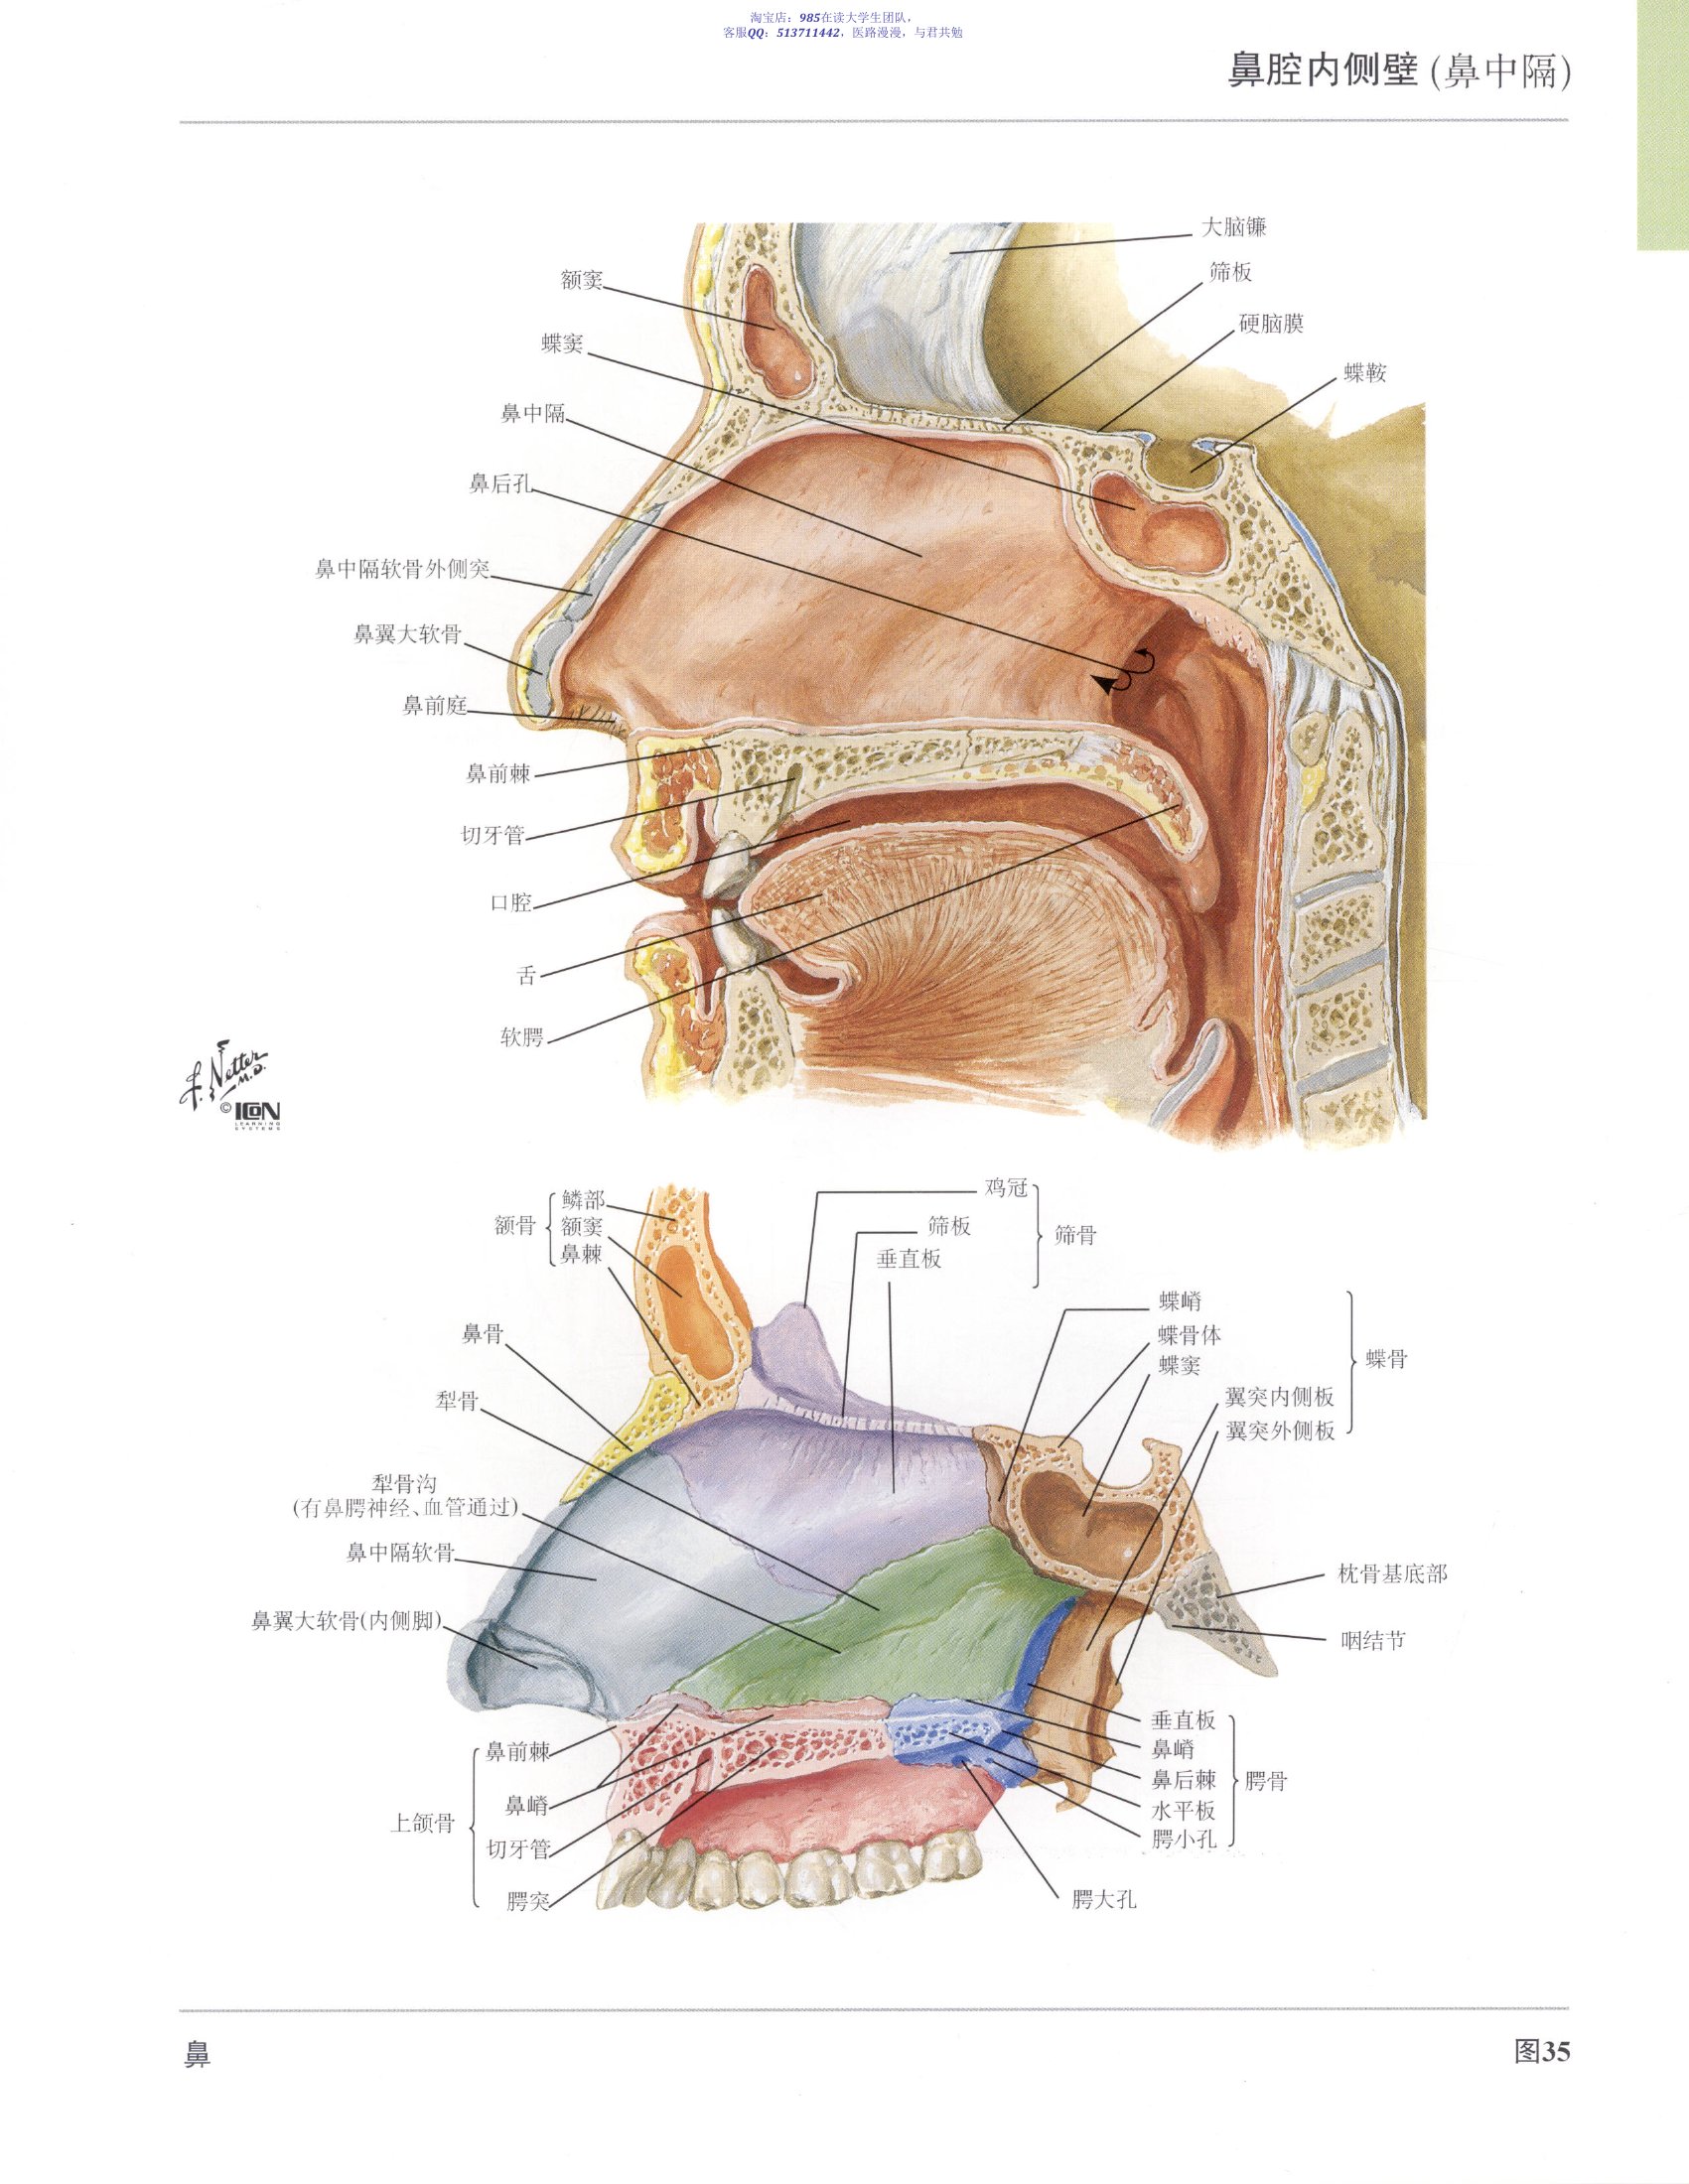 淘宝店：985在读大学生团队，
客服QQ：513711442，医路漫漫，与君共勉
鼻腔内侧壁(鼻中隔)
大脑镰
筛板
硬脑膜
蝶鞍
额窦
蝶窦
鼻中隔
鼻后孔
鼻中隔软骨外侧突
鼻翼大软骨
鼻前庭
鼻前棘
切牙管
口腔
舌
软腭
F. Netter
M.D.
© ICON
LEARNING
SYSTEMS
额骨
鳞部
额窦
鼻棘
鸡冠
筛板
垂直板
筛骨
蝶嵴
蝶骨体
蝶窦
翼突内侧板
翼突外侧板
蝶骨
鼻骨
犁骨
犁骨沟
(有鼻腭神经、血管通过)
鼻中隔软骨
鼻翼大软骨(内侧脚)
枕骨基底部
咽结节
上颌骨
鼻前棘
鼻嵴
切牙管
腭突
垂直板
鼻嵴
鼻后棘
水平板
腭小孔
腭骨
腭大孔
鼻
图35